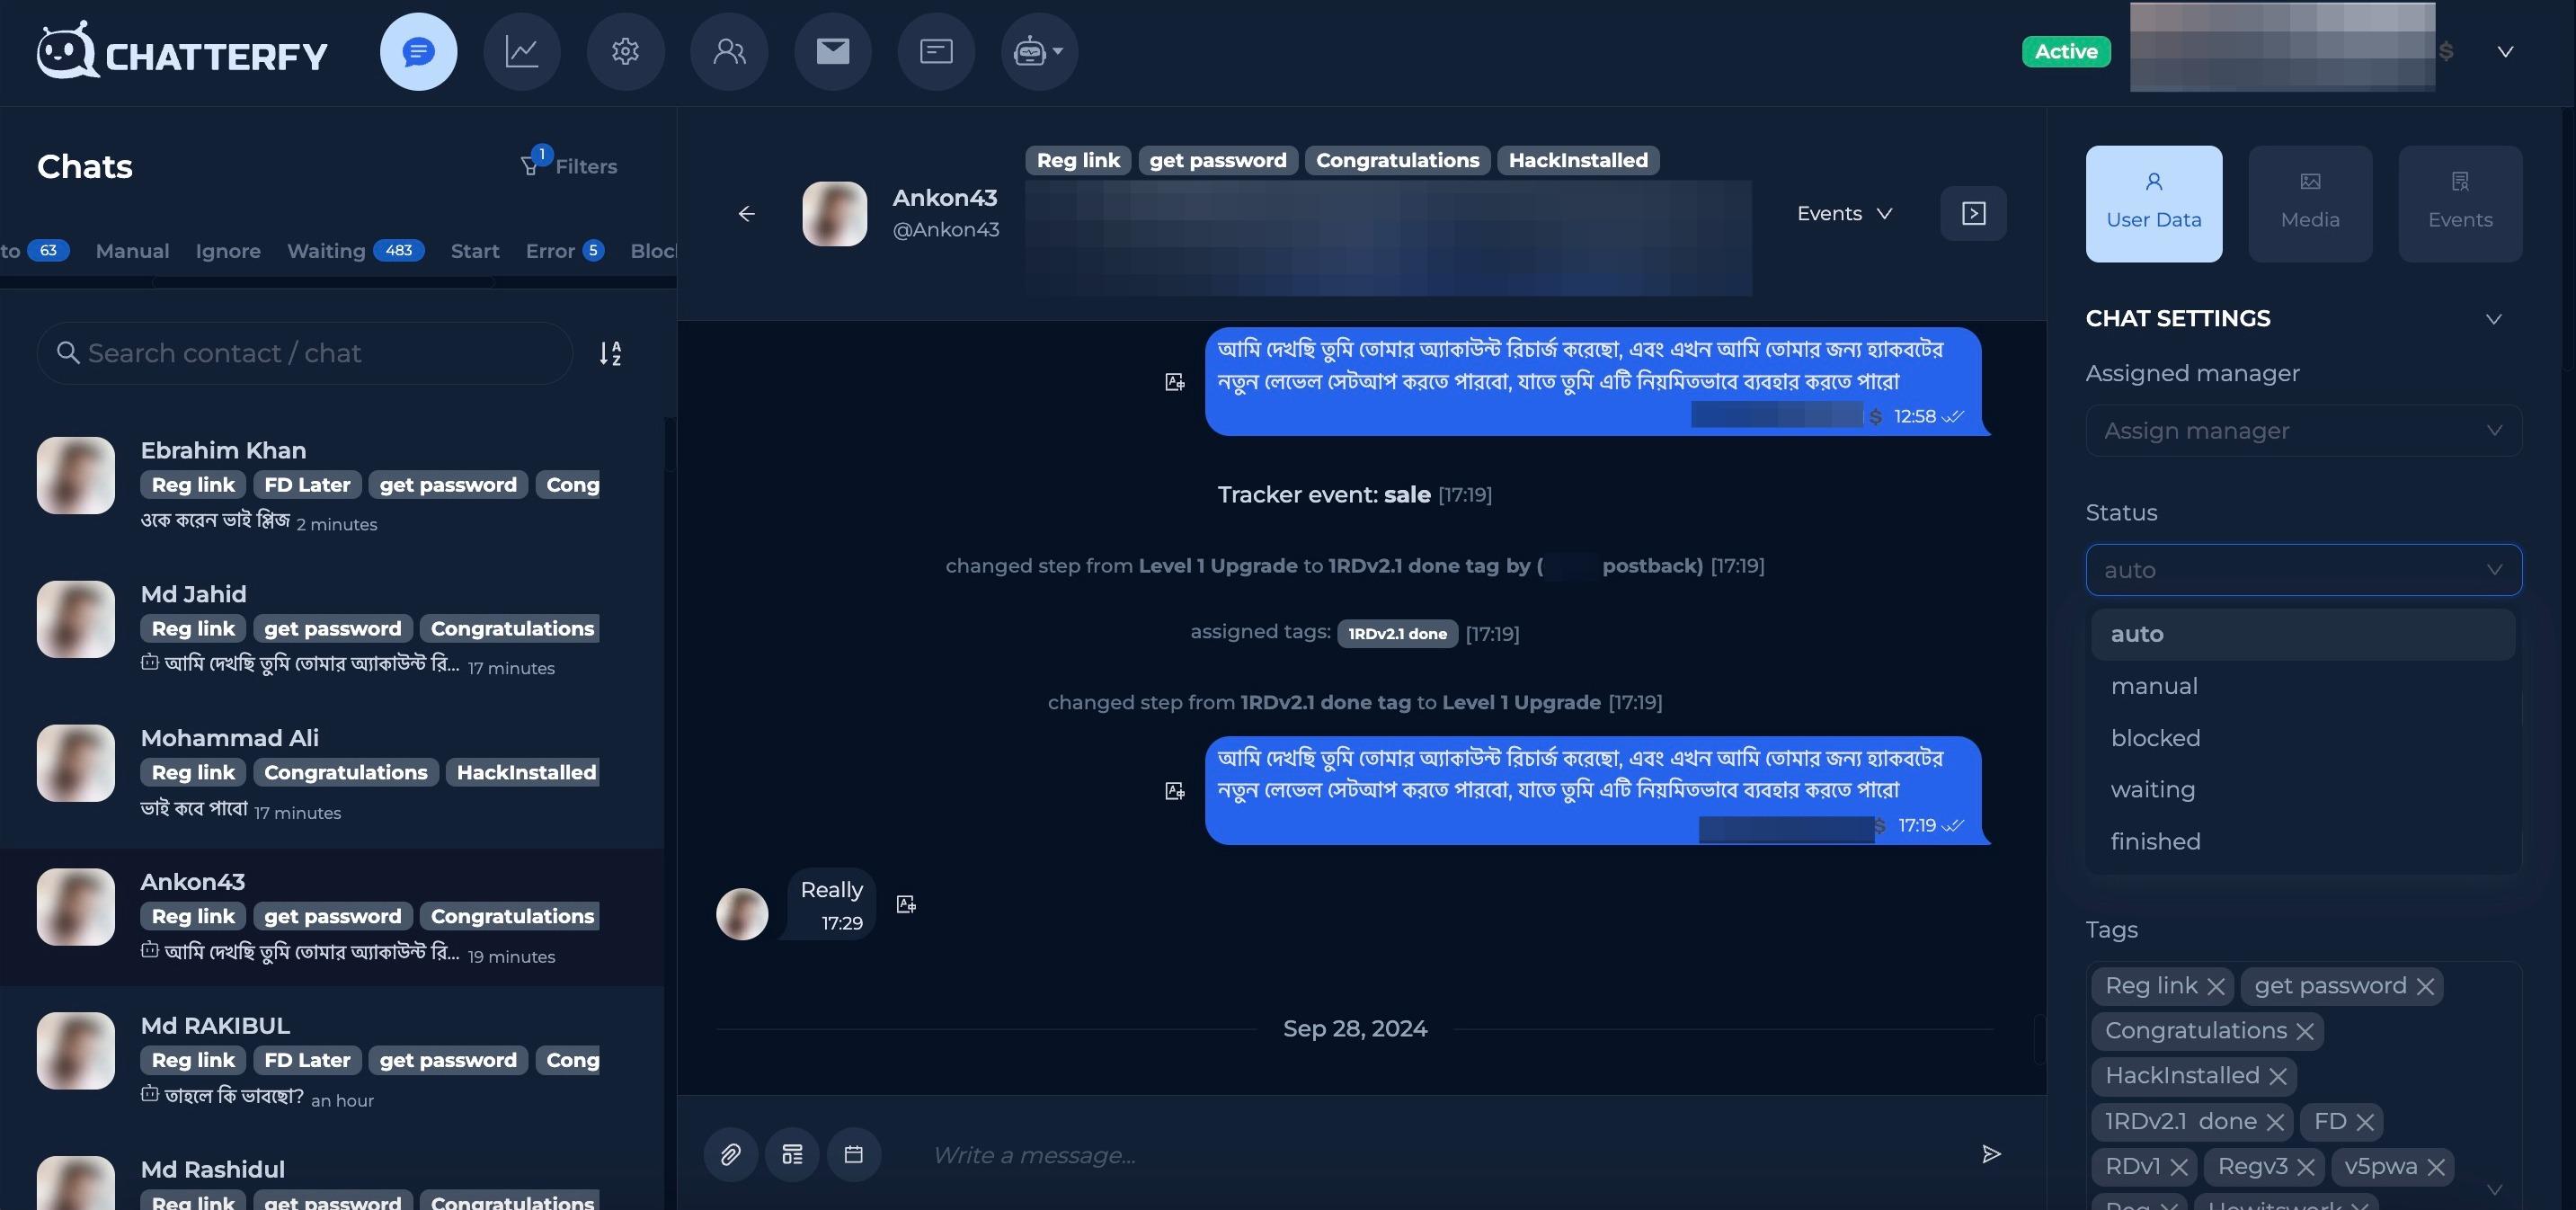 CHATTERFY
Active
$
Chats
1
Filters
to 63 Manual Ignore Waiting 483 Start Error 5 Bloc
Search contact / chat
A
Z
Ebrahim Khan
Reg link FD Later get password Cong
ওকে করেন ভাই প্লিজ 2 minutes
Md Jahid
Reg link get password Congratulations
আমি দেখছি তুমি তোমার অ্যাকাউন্ট রি... 17 minutes
Mohammad Ali
Reg link Congratulations HackInstalled
ভাই কবে পাবো 17 minutes
Ankon43
Reg link get password Congratulations
আমি দেখছি তুমি তোমার অ্যাকাউন্ট রি... 19 minutes
Md RAKIBUL
Reg link FD Later get password Cong
তাহলে কি ভাবছো? an hour
Md Rashidul
Reg link get password Congratulations
Reg link get password Congratulations HackInstalled
Ankon43
@Ankon43
Events
আমি দেখছি তুমি তোমার অ্যাকাউন্ট রিচার্জ করেছো, এবং এখন আমি তোমার জন্য হ্যাকবটের
নতুন লেভেল সেটআপ করতে পারবো, যাতে তুমি এটি নিয়মিতভাবে ব্যবহার করতে পারো
$ 12:58
Tracker event: sale [17:19]
changed step from Level 1 Upgrade to 1RDv2.1 done tag by ( postback) [17:19]
assigned tags: 1RDv2.1 done [17:19]
changed step from 1RDv2.1 done tag to Level 1 Upgrade [17:19]
আমি দেখছি তুমি তোমার অ্যাকাউন্ট রিচার্জ করেছো, এবং এখন আমি তোমার জন্য হ্যাকবটের
নতুন লেভেল সেটআপ করতে পারবো, যাতে তুমি এটি নিয়মিতভাবে ব্যবহার করতে পারো
$ 17:19
Really
17:29
Sep 28, 2024
Write a message...
User Data
Media
Events
CHAT SETTINGS
Assigned manager
Assign manager
Status
auto
auto
manual
blocked
waiting
finished
Tags
Reg link get password
Congratulations
HackInstalled
1RDv2.1 done FD
RDv1 Regv3 v5pwa
Reg Howitswork